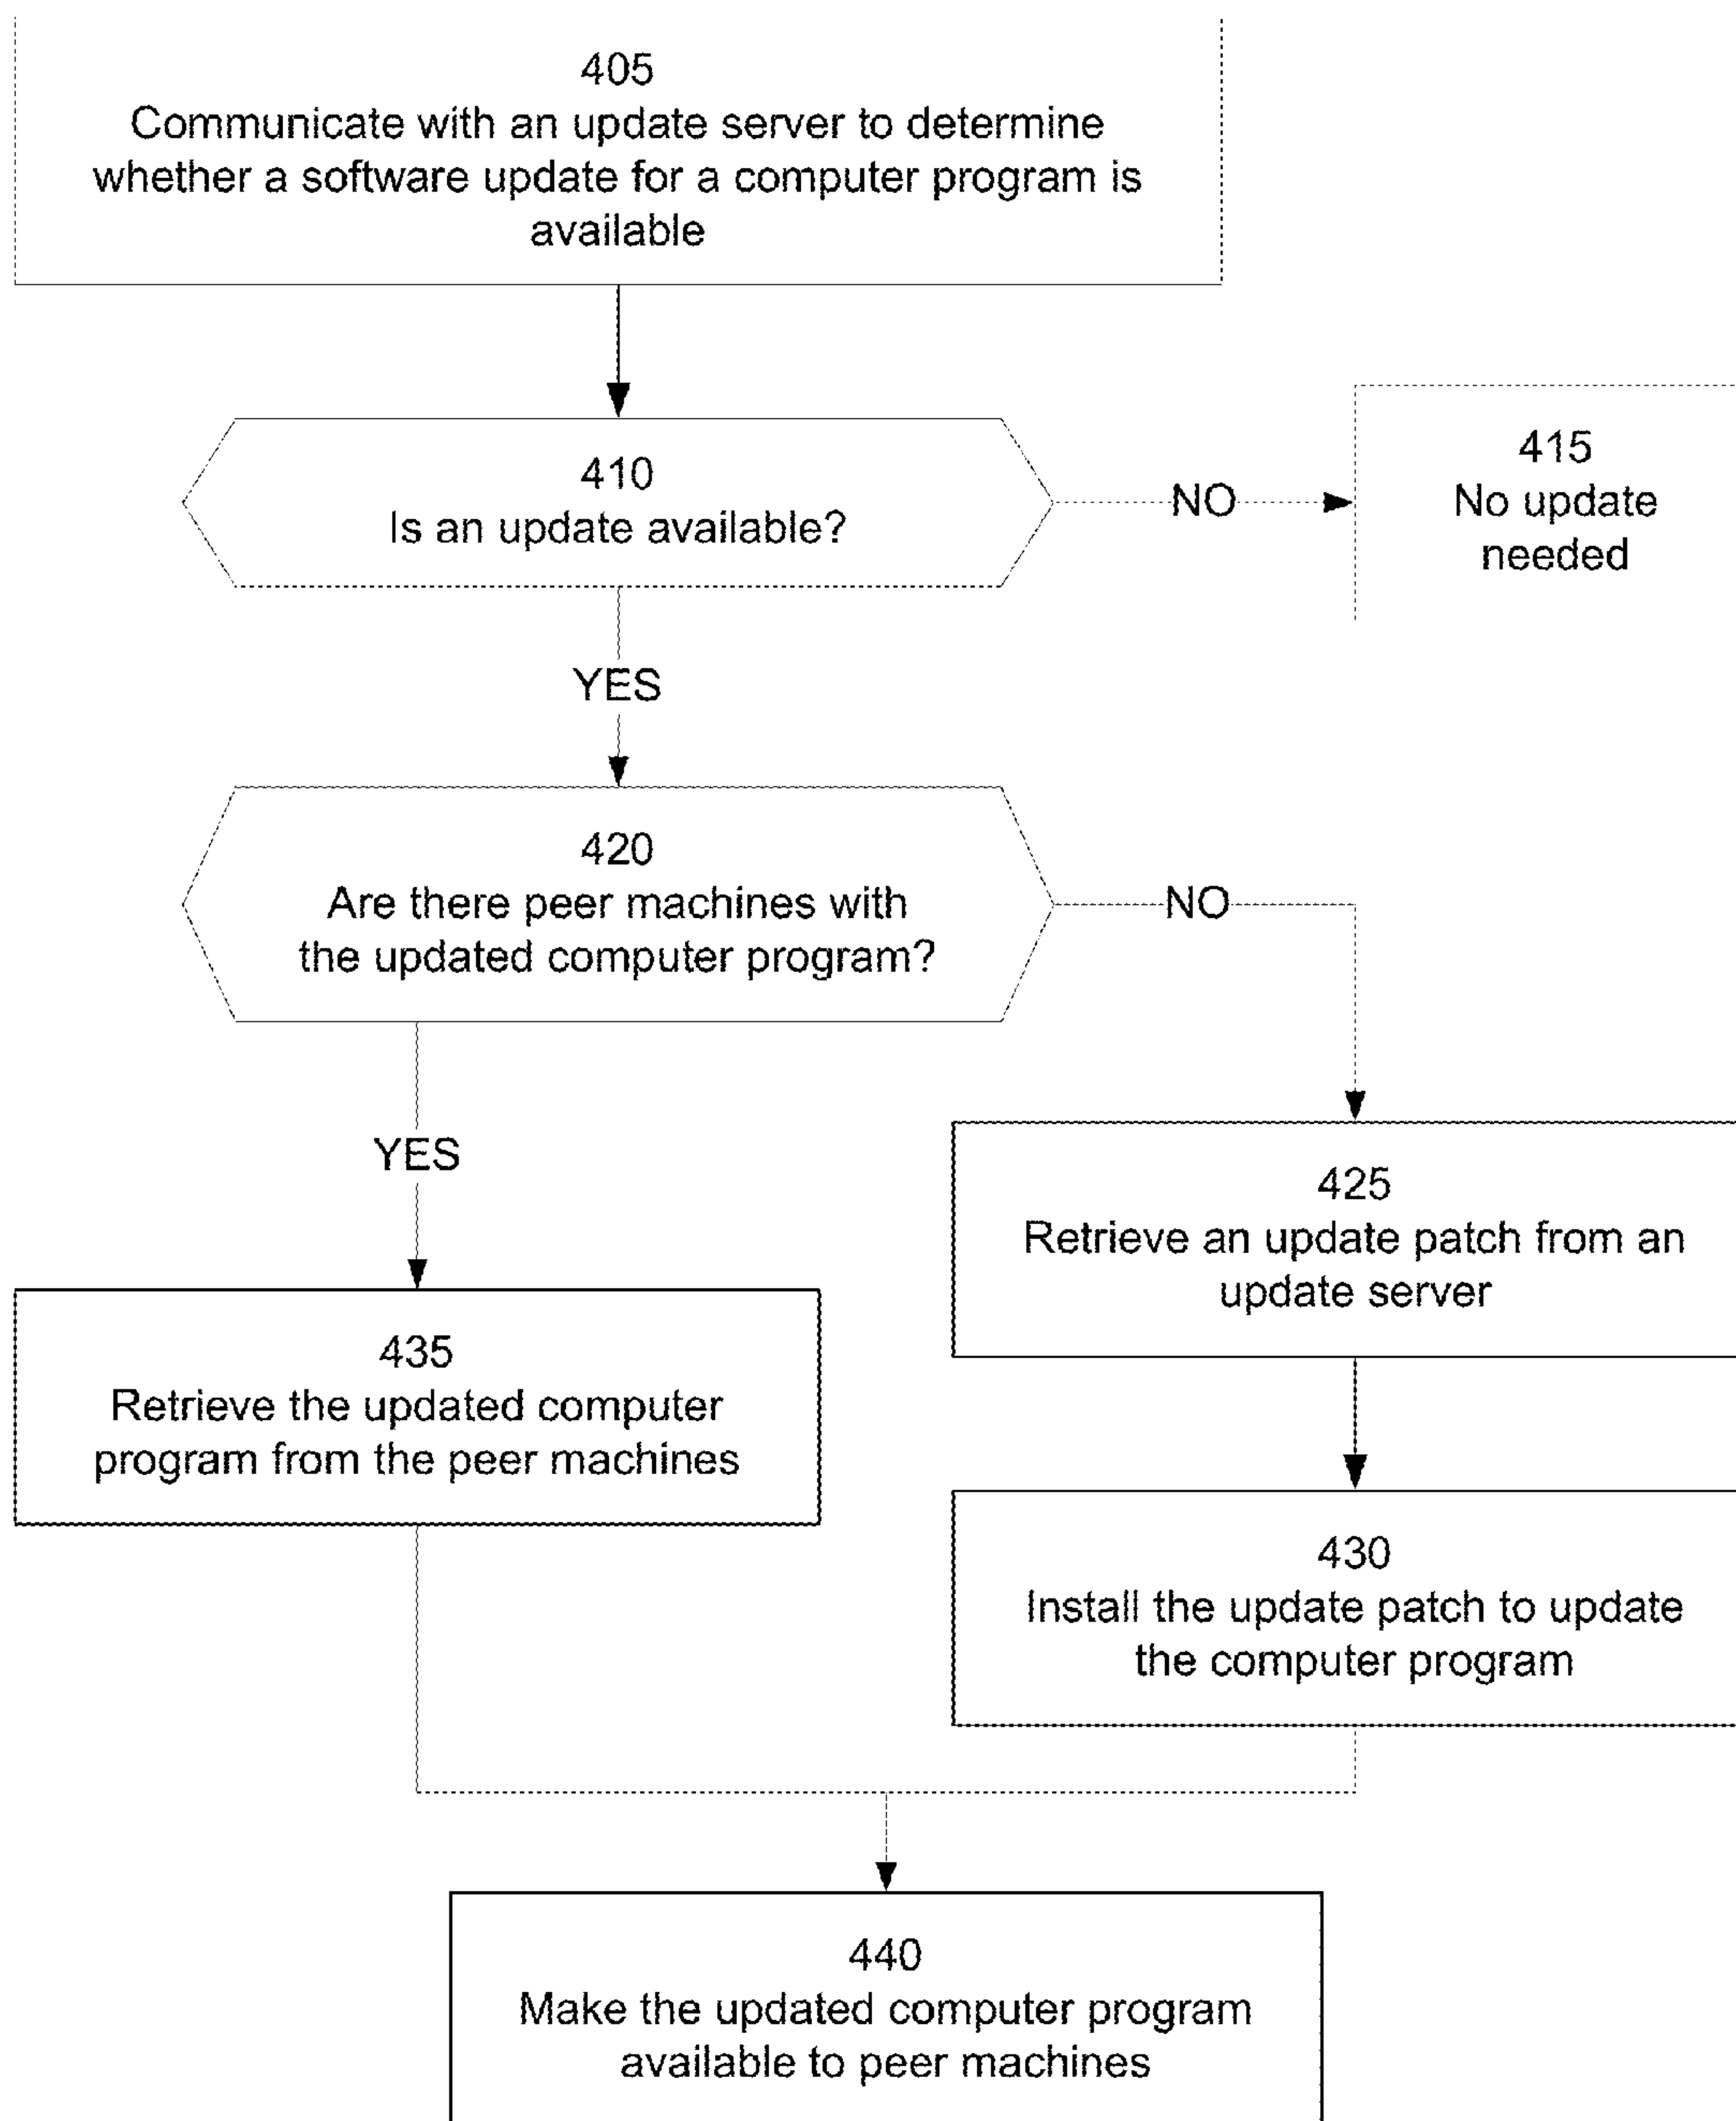 405
Communicate with an update server to determine
whether a software update for a computer program is
available
410
Is an update available?
NO
415
No update
needed
YES
420
Are there peer machines with
the updated computer program?
NO
YES
425
Retrieve an update patch from an
update server
435
Retrieve the updated computer
program from the peer machines
430
Install the update patch to update
the computer program
440
Make the updated computer program
available to peer machines